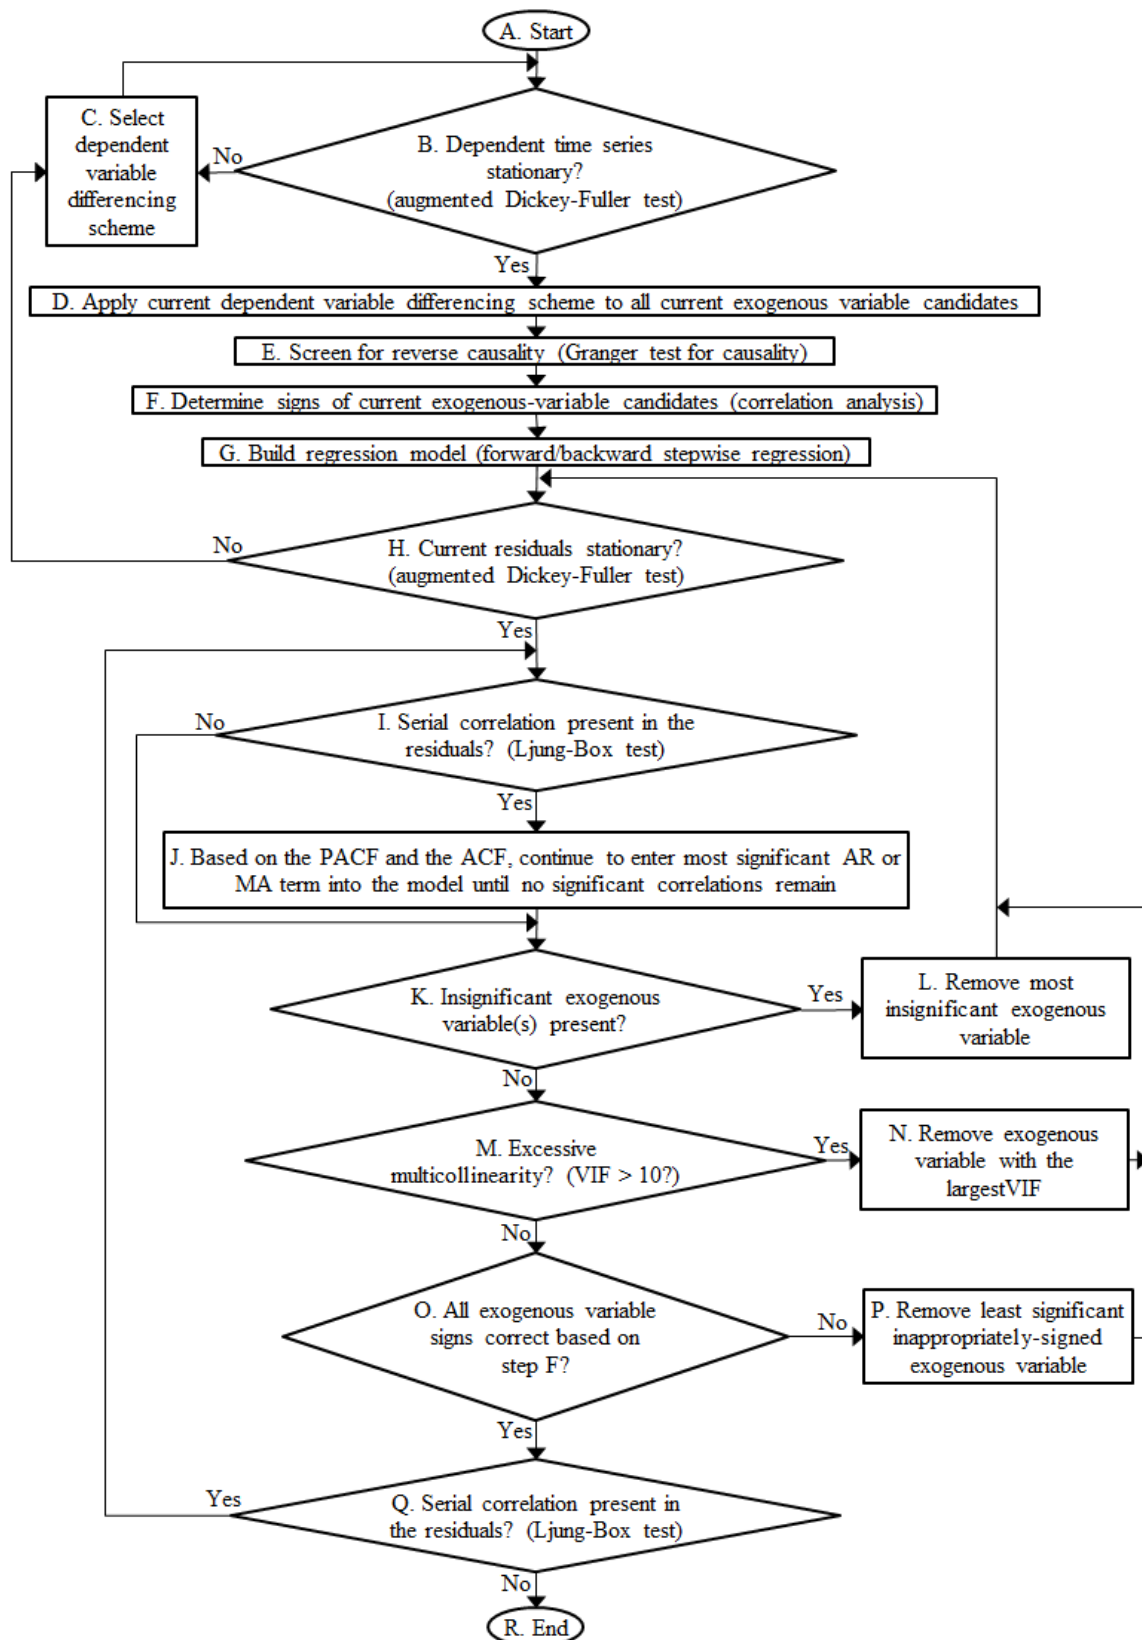 A. Start
C. Select
dependent
variable
differencing
scheme
No
B. Dependent time series
stationary?
(augmented Dickey-Fuller test)
Yes
D. Apply current dependent variable differencing scheme to all current exogenous variable candidates
E. Screen for reverse causality (Granger test for causality)
F. Determine signs of current exogenous-variable candidates (correlation analysis)
G. Build regression model (forward/backward stepwise regression)
No
H. Current residuals stationary?
(augmented Dickey-Fuller test)
Yes
No
I. Serial correlation present in the
residuals? (Ljung-Box test)
Yes
J. Based on the PACF and the ACF, continue to enter most significant AR or
MA term into the model until no significant correlations remain
K. Insignificant exogenous
variable(s) present?
Yes
L. Remove most
insignificant exogenous
variable
No
M. Excessive
multicollinearity? (VIF > 10?)
Yes
N. Remove exogenous
variable with the
largestVIF
No
O. All exogenous variable
signs correct based on
step F?
No
P. Remove least significant
inappropriately-signed
exogenous variable
Yes
Yes
Q. Serial correlation present in
the residuals? (Ljung-Box test)
No
R. End